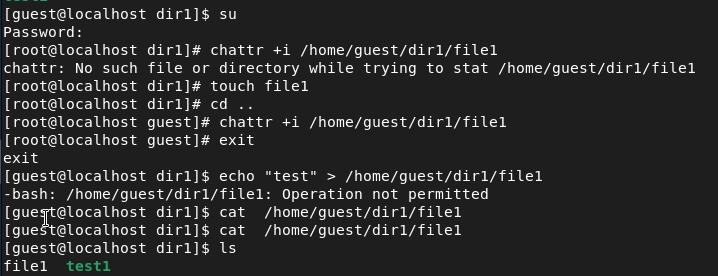 [guest@localhost dir1]$ su
Password:
[root@localhost dir1]# chattr +i /home/guest/dir1/file1
chattr: No such file or directory while trying to stat /home/guest/dir1/file1
[root@localhost dir1]# touch file1
[root@localhost dir1]# cd ..
[root@localhost guest]# chattr +i /home/guest/dir1/file1
[root@localhost guest]# exit
exit
[guest@localhost dir1]$ echo "test" > /home/guest/dir1/file1
-bash: /home/guest/dir1/file1: Operation not permitted
[guest@localhost dir1]$ cat  /home/guest/dir1/file1
[guest@localhost dir1]$ cat  /home/guest/dir1/file1
[guest@localhost dir1]$ ls
file1  test1